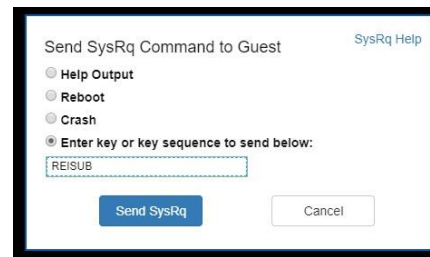 Send SysRq Command to Guest
SysRq Help
Help Output
Reboot
Crash
Enter key or key sequence to send below:
REISUB
Send SysRq
Cancel